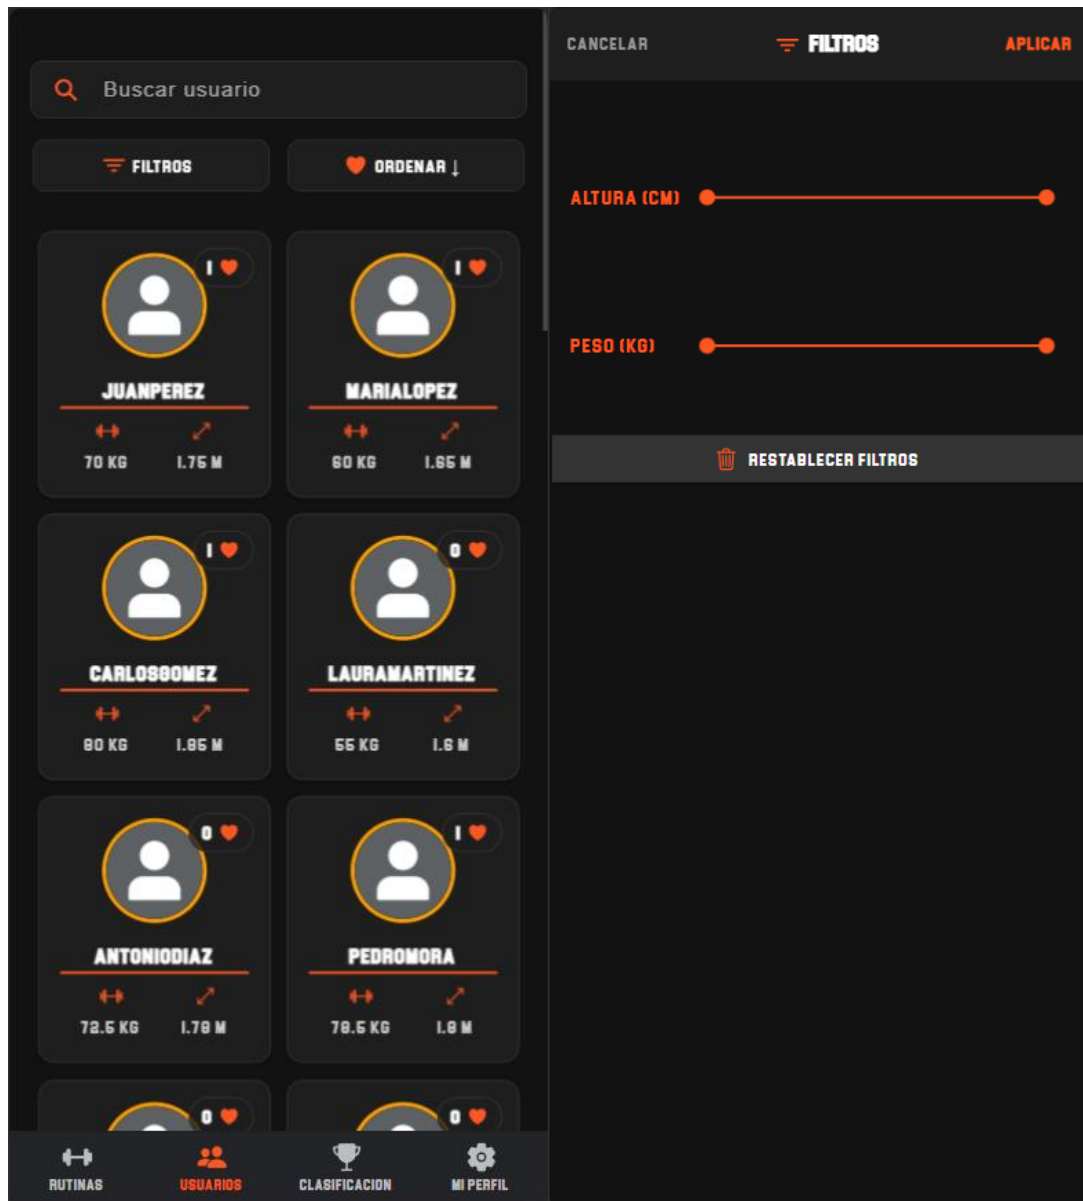 Buscar usuario
FILTROS
ORDENAR ↓
1
1
JUANPEREZ
MARIALOPEZ
70 KG 1.75 M
60 KG 1.65 M
1
0
CARLOSGOMEZ
LAURAMARTINEZ
80 KG 1.85 M
55 KG 1.6 M
0
1
ANTONIODIAZ
PEDROMORA
72.5 KG 1.78 M
78.5 KG 1.8 M
0
0
RUTINAS
USUARIOS
CLASIFICACION
MI PERFIL
CANCELAR
FILTROS
APLICAR
ALTURA (CM)
PESO (KG)
RESTABLECER FILTROS